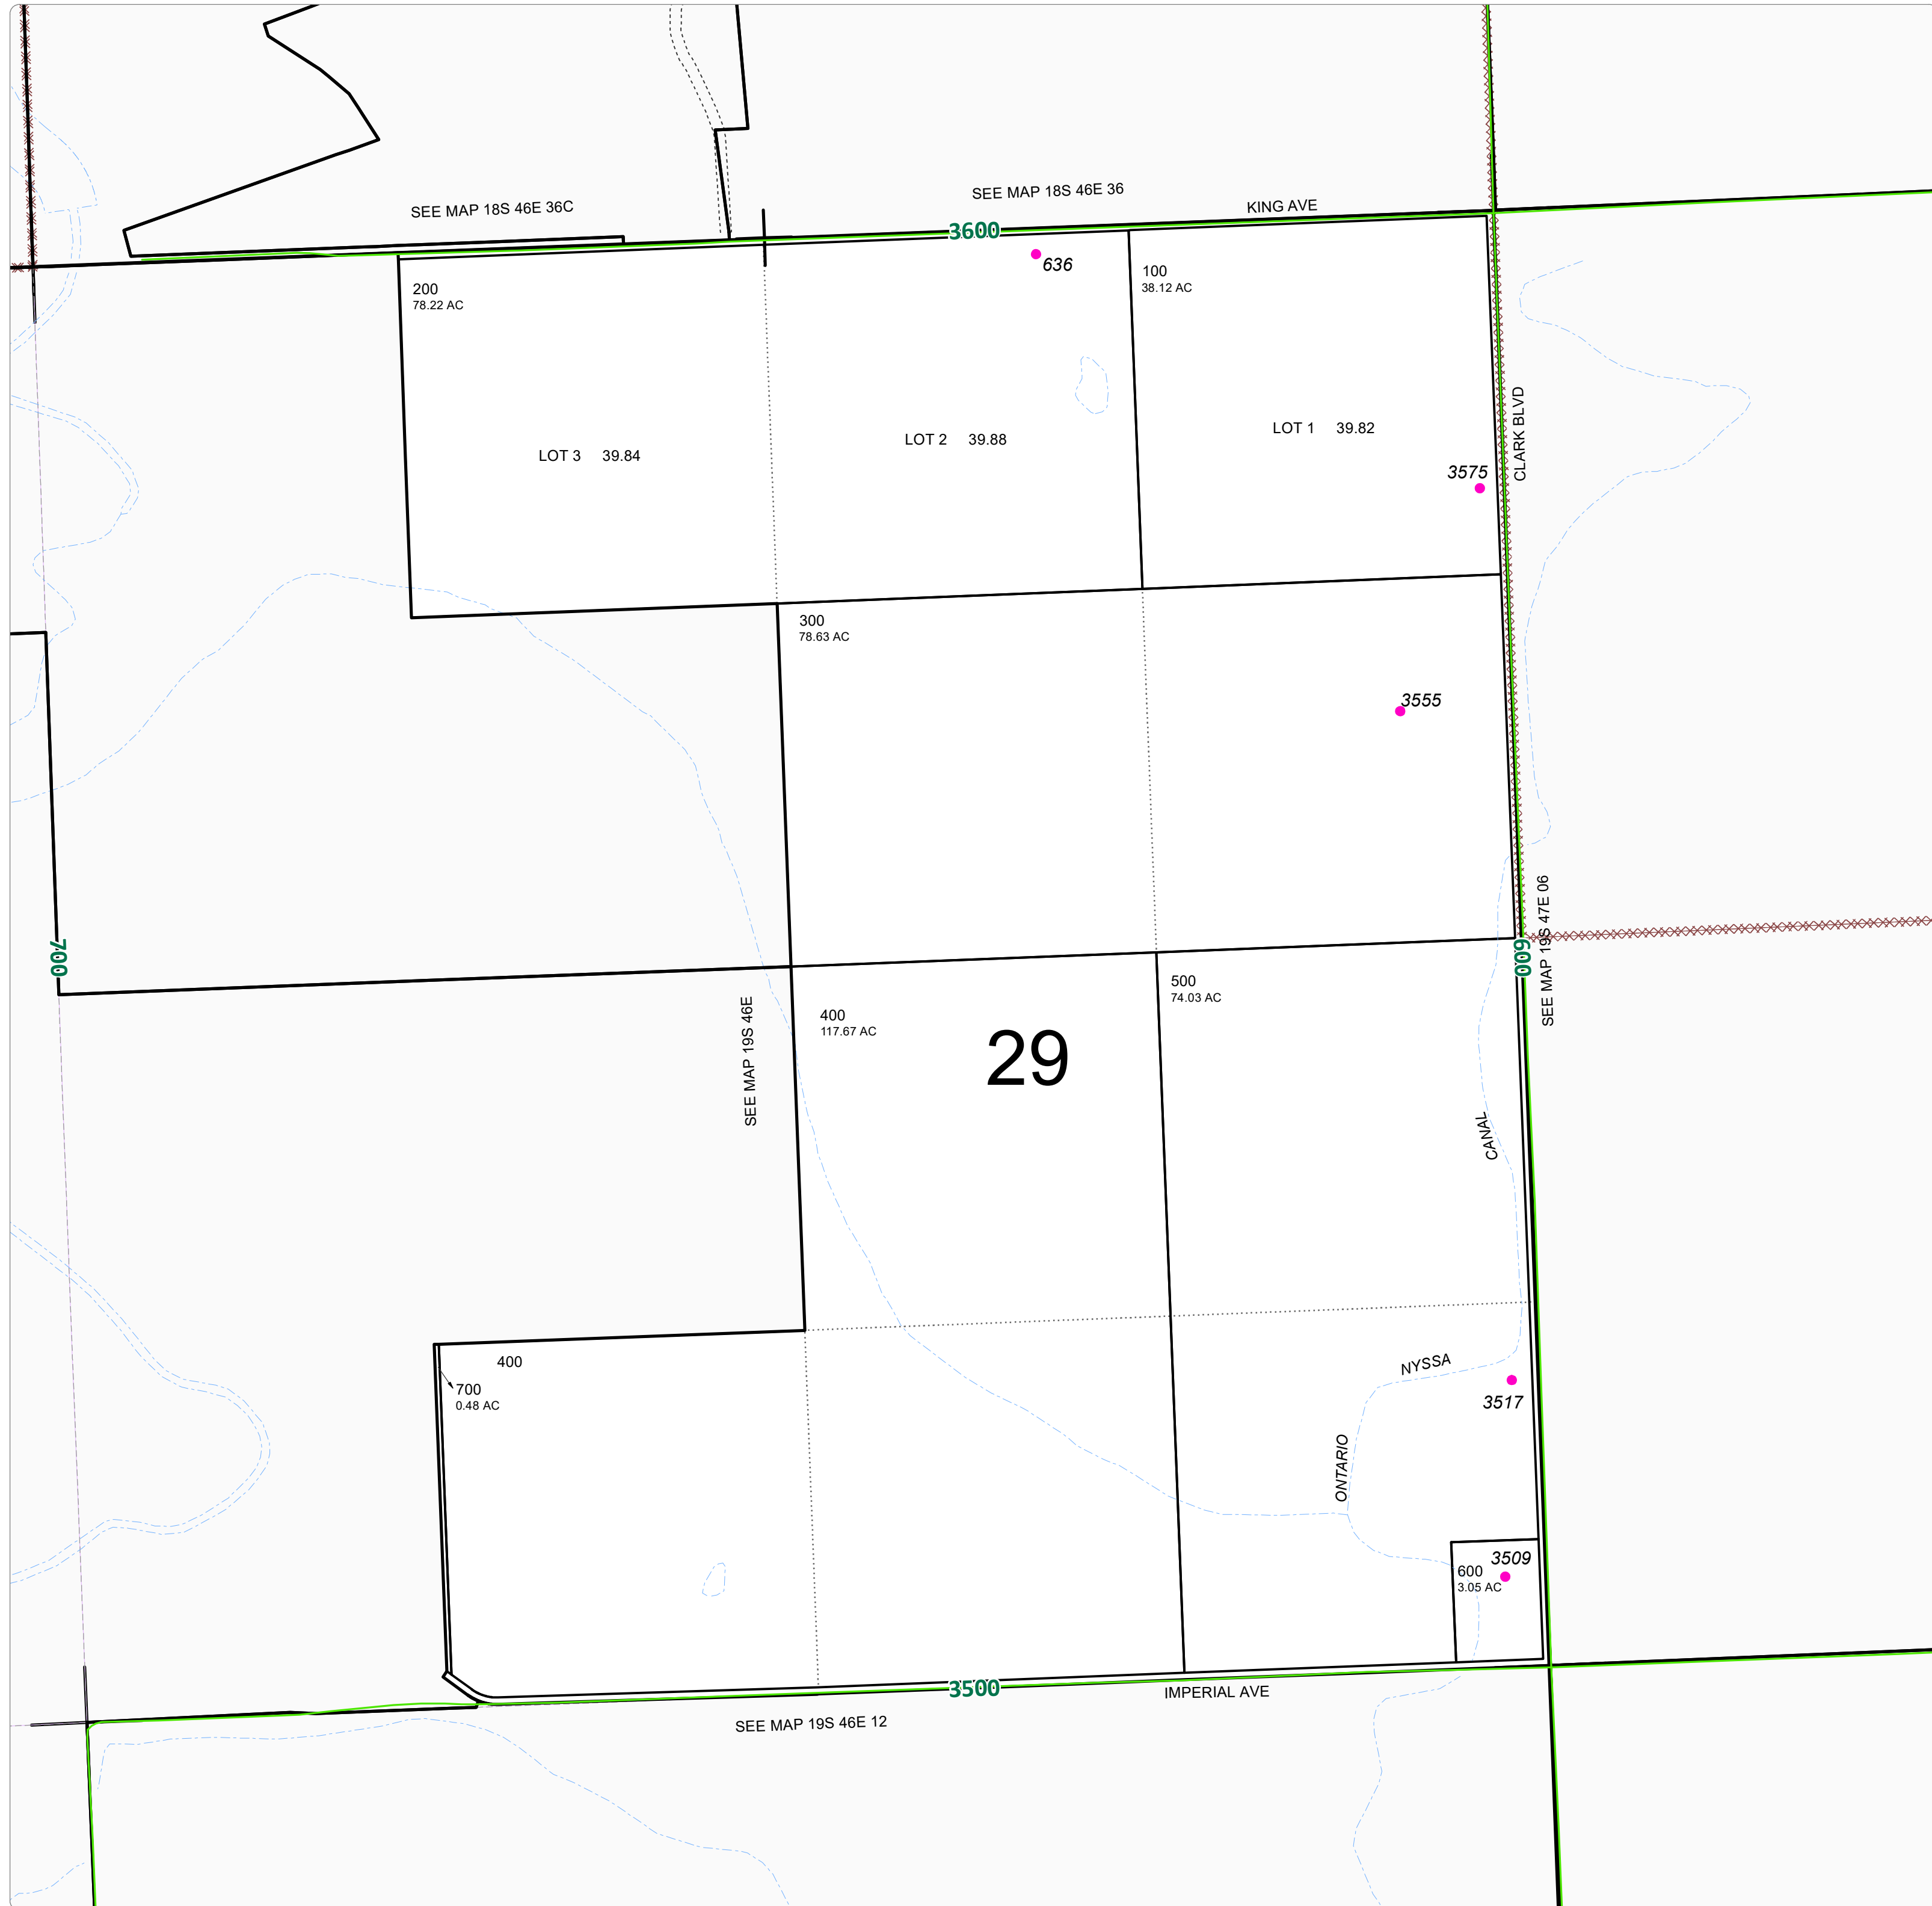 SEE MAP 18S 46E 36C
SEE MAP 18S 46E 36
KING AVE
3600
636
200
78.22 AC
100
38.12 AC
LOT 3 39.84
LOT 2 39.88
LOT 1 39.82
CLARK BLVD
3575
300
78.63 AC
3555
700
600
SEE MAP 19S 47E 06
SEE MAP 19S 46E
400
117.67 AC
29
500
74.03 AC
CANAL
400
700
0.48 AC
NYSSA
3517
ONTARIO
3509
600
3.05 AC
3500
IMPERIAL AVE
SEE MAP 19S 46E 12